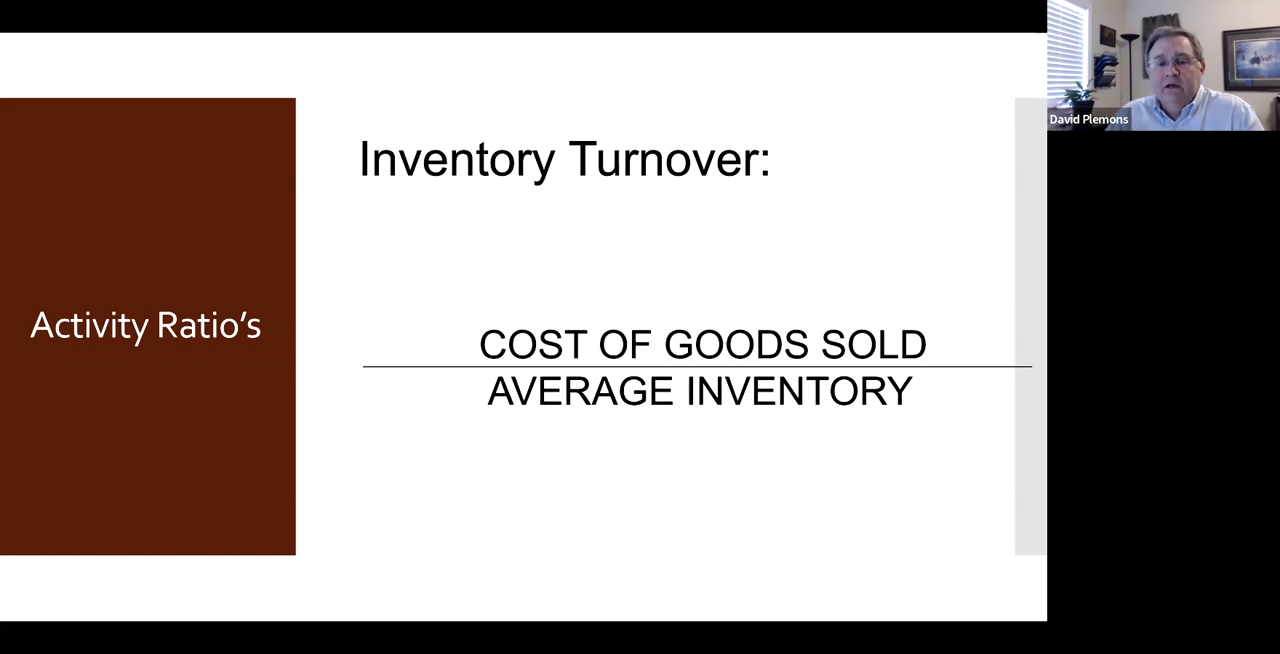 Activity Ratio’s
Inventory Turnover:
COST OF GOODS SOLD
AVERAGE INVENTORY
David Plemons